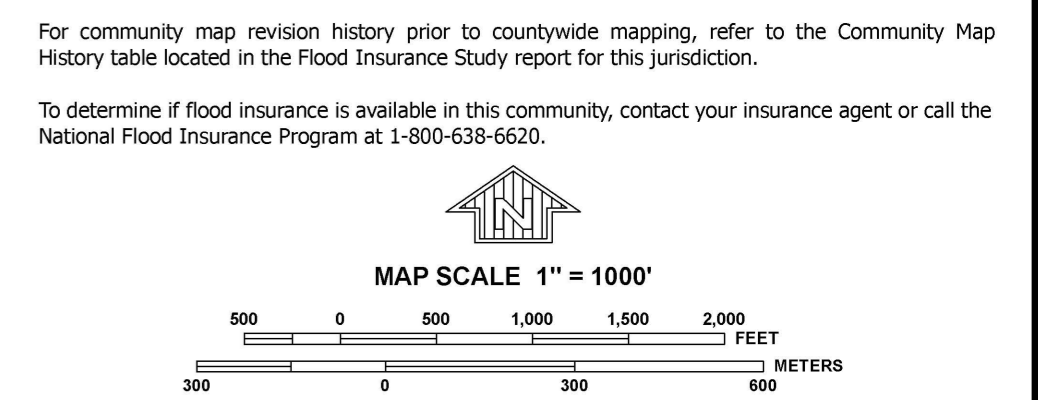 For community map revision history prior to countywide mapping, refer to the Community Map
History table located in the Flood Insurance Study report for this jurisdiction.
To determine if flood insurance is available in this community, contact your insurance agent or call the
National Flood Insurance Program at 1-800-638-6620.
N
MAP SCALE 1" = 1000'
500 0 500 1,000 1,500 2,000
FEET
METERS
300 0 300 600